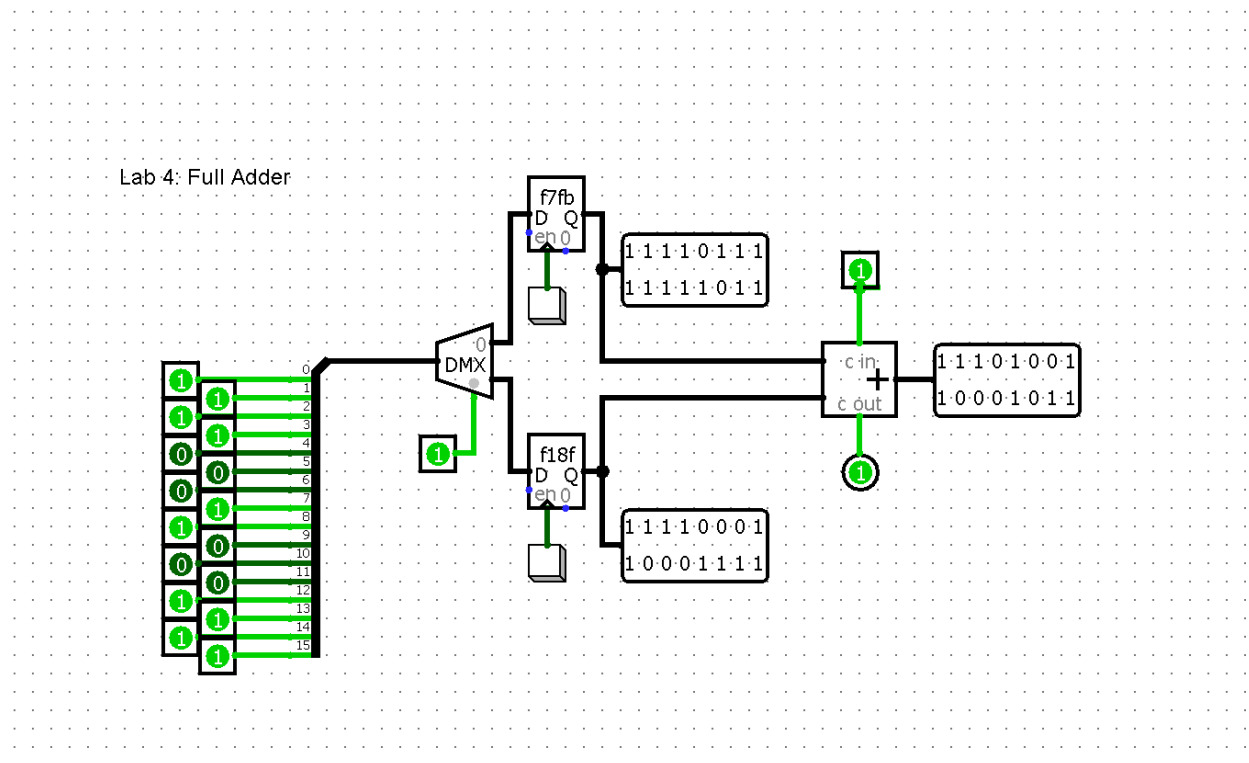 Lab 4: Full Adder
f7fb
D Q
en 0
1 1 1 1 0 1 1 1
1 1 1 1 1 0 1 1
1
0
DMX
1
c in
+
c out
1 1 1 0 1 0 0 1
1 0 0 0 1 0 1 1
1
f18f
D Q
en 0
1 1 1 1 0 0 0 1
1 0 0 0 1 1 1 1
1 0
1 1
1 2
1 3
0 4
0 5
0 6
1 7
1 8
0 9
0 10
0 11
1 12
1 13
1 14
1 15